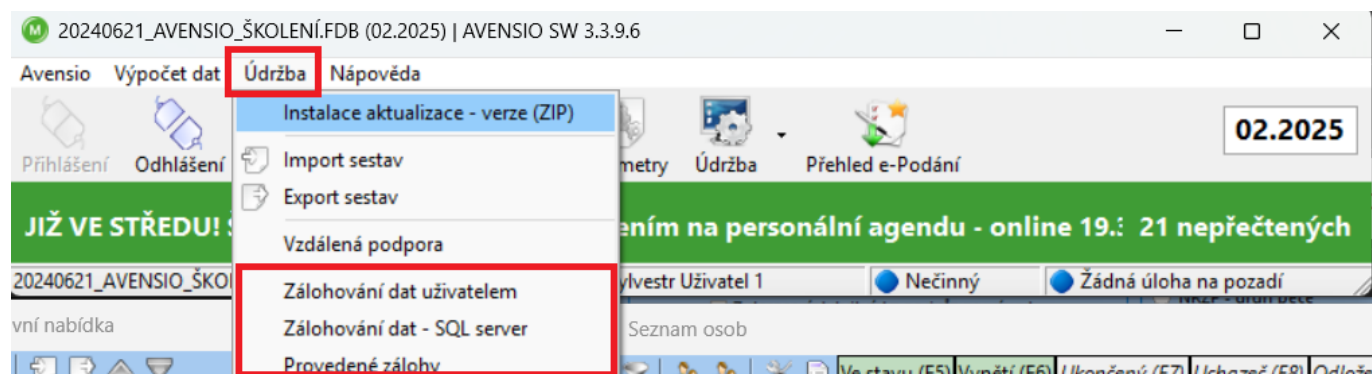 20240621_AVENSIO_ŠKOLENÍ.FDB (02.2025) | AVENSIO SW 3.3.9.6
Avensio Výpočet dat Údržba Nápověda
Instalace aktualizace - verze (ZIP)
Přihlášení Odhlášení Import sestav metry Údržba Přehled e-Podání 02.2025
Export sestav
JIŽ VE STŘEDU! ením na personální agendu - online 19. 21 nepřečtených
Vzdálená podpora
20240621_AVENSIO_ŠKO Zálohování dat uživatelem ylvestr Uživatel 1 Nečinný Žádná úloha na pozadí
vní nabídka Zálohování dat - SQL server Seznam osob
Provedené zálohy Ve stavu (F5) Vynětí (F6) Ukončený (F7) Uchazeč (F8) Odlože